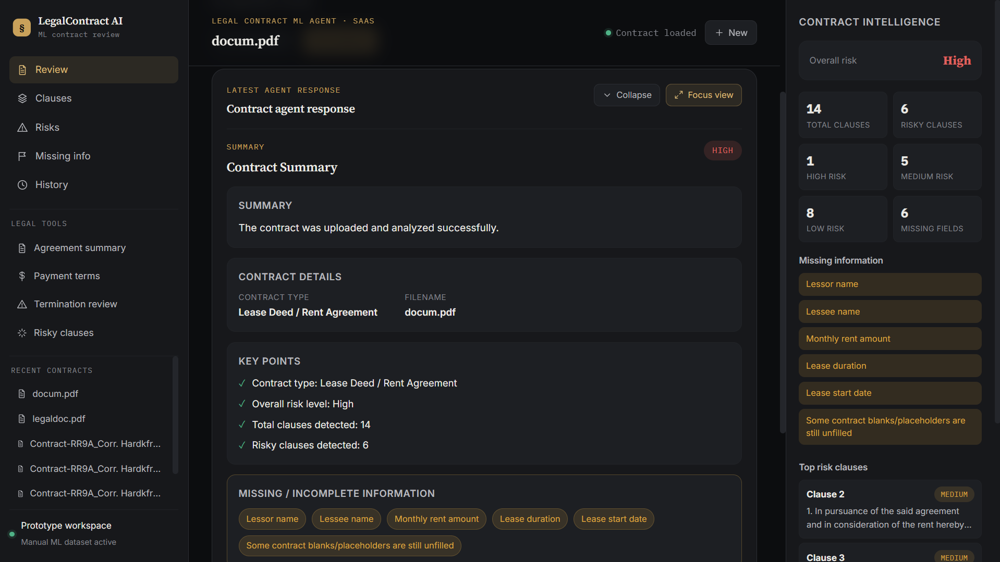 §
LegalContract AI
ML contract review
Review
Clauses
Risks
Missing info
History
LEGAL TOOLS
Agreement summary
Payment terms
Termination review
Risky clauses
RECENT CONTRACTS
docum.pdf
legaldoc.pdf
Contract-RR9A_Corr. Hardkfr...
Contract-RR9A_Corr. Hardkfr...
Contract-RR9A_Corr. Hardkfr...
Prototype workspace
Manual ML dataset active
LEGAL CONTRACT ML AGENT · SAAS
docum.pdf
Contract loaded
+ New
LATEST AGENT RESPONSE
Contract agent response
Collapse
Focus view
SUMMARY
HIGH
Contract Summary
SUMMARY
The contract was uploaded and analyzed successfully.
CONTRACT DETAILS
CONTRACT TYPE
Lease Deed / Rent Agreement
FILENAME
docum.pdf
KEY POINTS
✓ Contract type: Lease Deed / Rent Agreement
✓ Overall risk level: High
✓ Total clauses detected: 14
✓ Risky clauses detected: 6
MISSING / INCOMPLETE INFORMATION
Lessor name
Lessee name
Monthly rent amount
Lease duration
Lease start date
Some contract blanks/placeholders are still unfilled
CONTRACT INTELLIGENCE
Overall risk
High
14
TOTAL CLAUSES
6
RISKY CLAUSES
1
HIGH RISK
5
MEDIUM RISK
8
LOW RISK
6
MISSING FIELDS
Missing information
Lessor name
Lessee name
Monthly rent amount
Lease duration
Lease start date
Some contract blanks/placeholders are
still unfilled
Top risk clauses
Clause 2
MEDIUM
1. In pursuance of the said agreement
and in consideration of the rent hereby...
Clause 3
MEDIUM